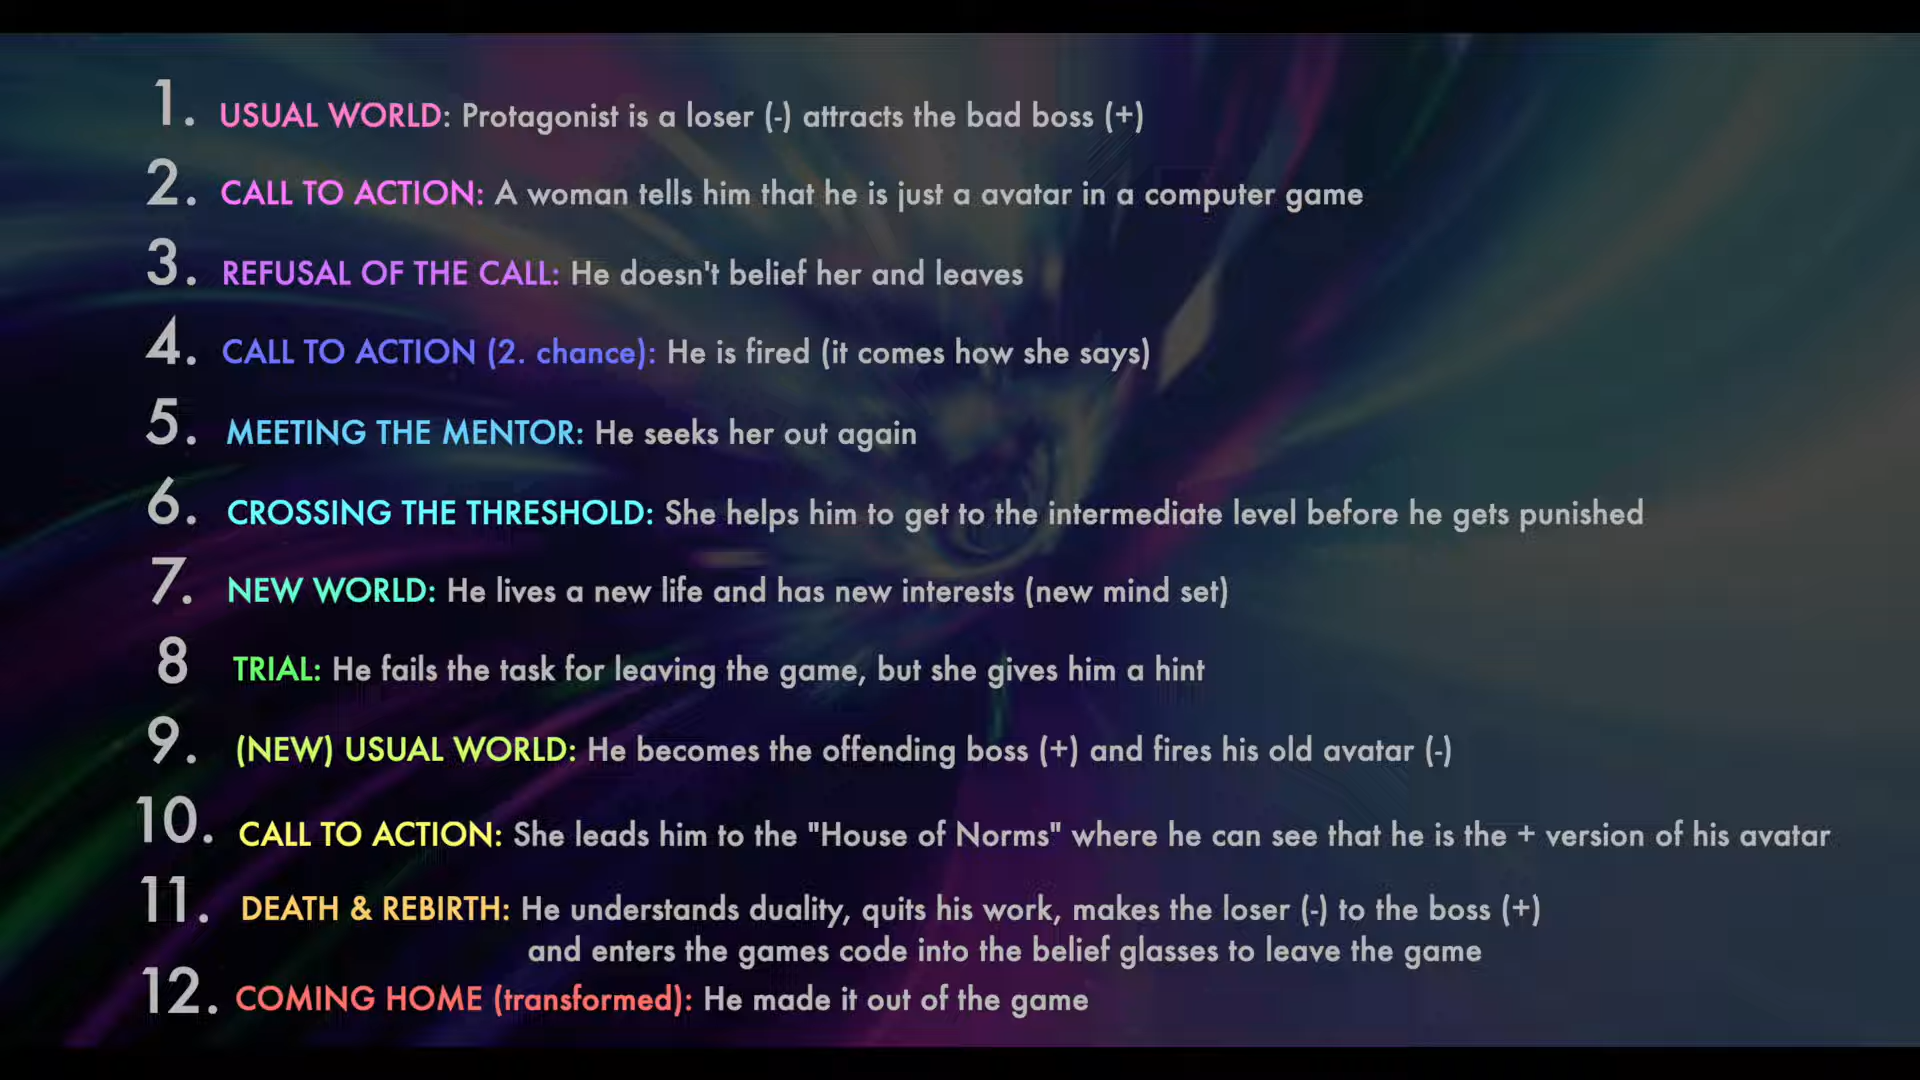 1. USUAL WORLD: Protagonist is a loser (-) attracts the bad boss (+)
2. CALL TO ACTION: A woman tells him that he is just a avatar in a computer game
3. REFUSAL OF THE CALL: He doesn't belief her and leaves
4. CALL TO ACTION (2. chance): He is fired (it comes how she says)
5. MEETING THE MENTOR: He seeks her out again
6. CROSSING THE THRESHOLD: She helps him to get to the intermediate level before he gets punished
7. NEW WORLD: He lives a new life and has new interests (new mind set)
8 TRIAL: He fails the task for leaving the game, but she gives him a hint
9. (NEW) USUAL WORLD: He becomes the offending boss (+) and fires his old avatar (-)
10. CALL TO ACTION: She leads him to the "House of Norms" where he can see that he is the + version of his avatar
11. DEATH & REBIRTH: He understands duality, quits his work, makes the loser (-) to the boss (+)
and enters the games code into the belief glasses to leave the game
12. COMING HOME (transformed): He made it out of the game